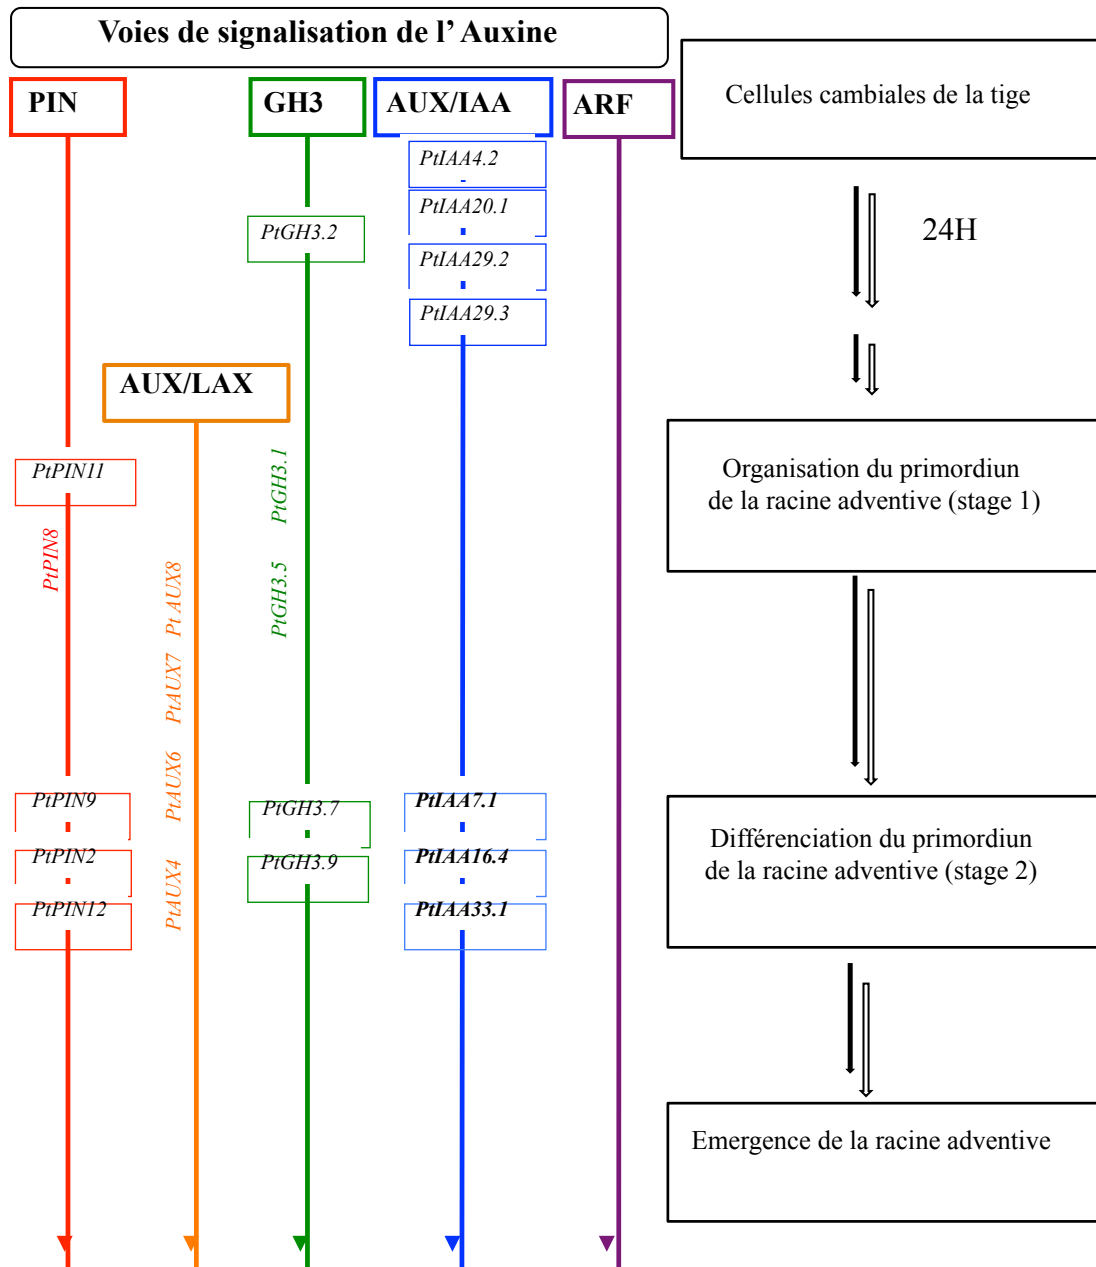 Voies de signalisation de l’ Auxine
PIN
GH3
AUX/IAA
ARF
Cellules cambiales de la tige
PtIAA4.2
PtIAA20.1
PtGH3.2
24H
PtIAA29.2
PtIAA29.3
AUX/LAX
PtPIN11
PtGH3.1
Organisation du primordiun
de la racine adventive (stage 1)
PtPIN8
Pt AUX8
PtGH3.5
PtAUX7
PtAUX6
PtPIN9
PtGH3.7
PtIAA7.1
Différenciation du primordiun
de la racine adventive (stage 2)
PtPIN2
PtGH3.9
PtIAA16.4
PtAUX4
PtPIN12
PtIAA33.1
Emergence de la racine adventive